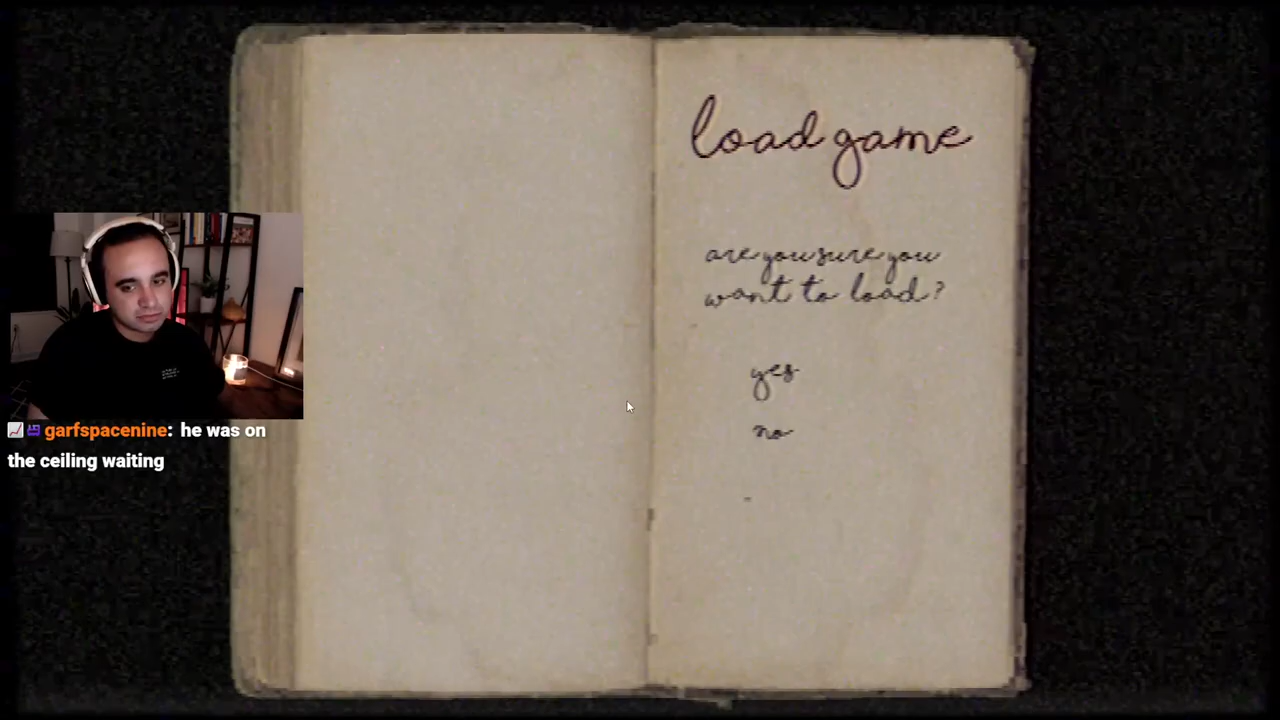 load game
are you sure you
want to load?
yes
no
garfspacenine: he was on
the ceiling waiting